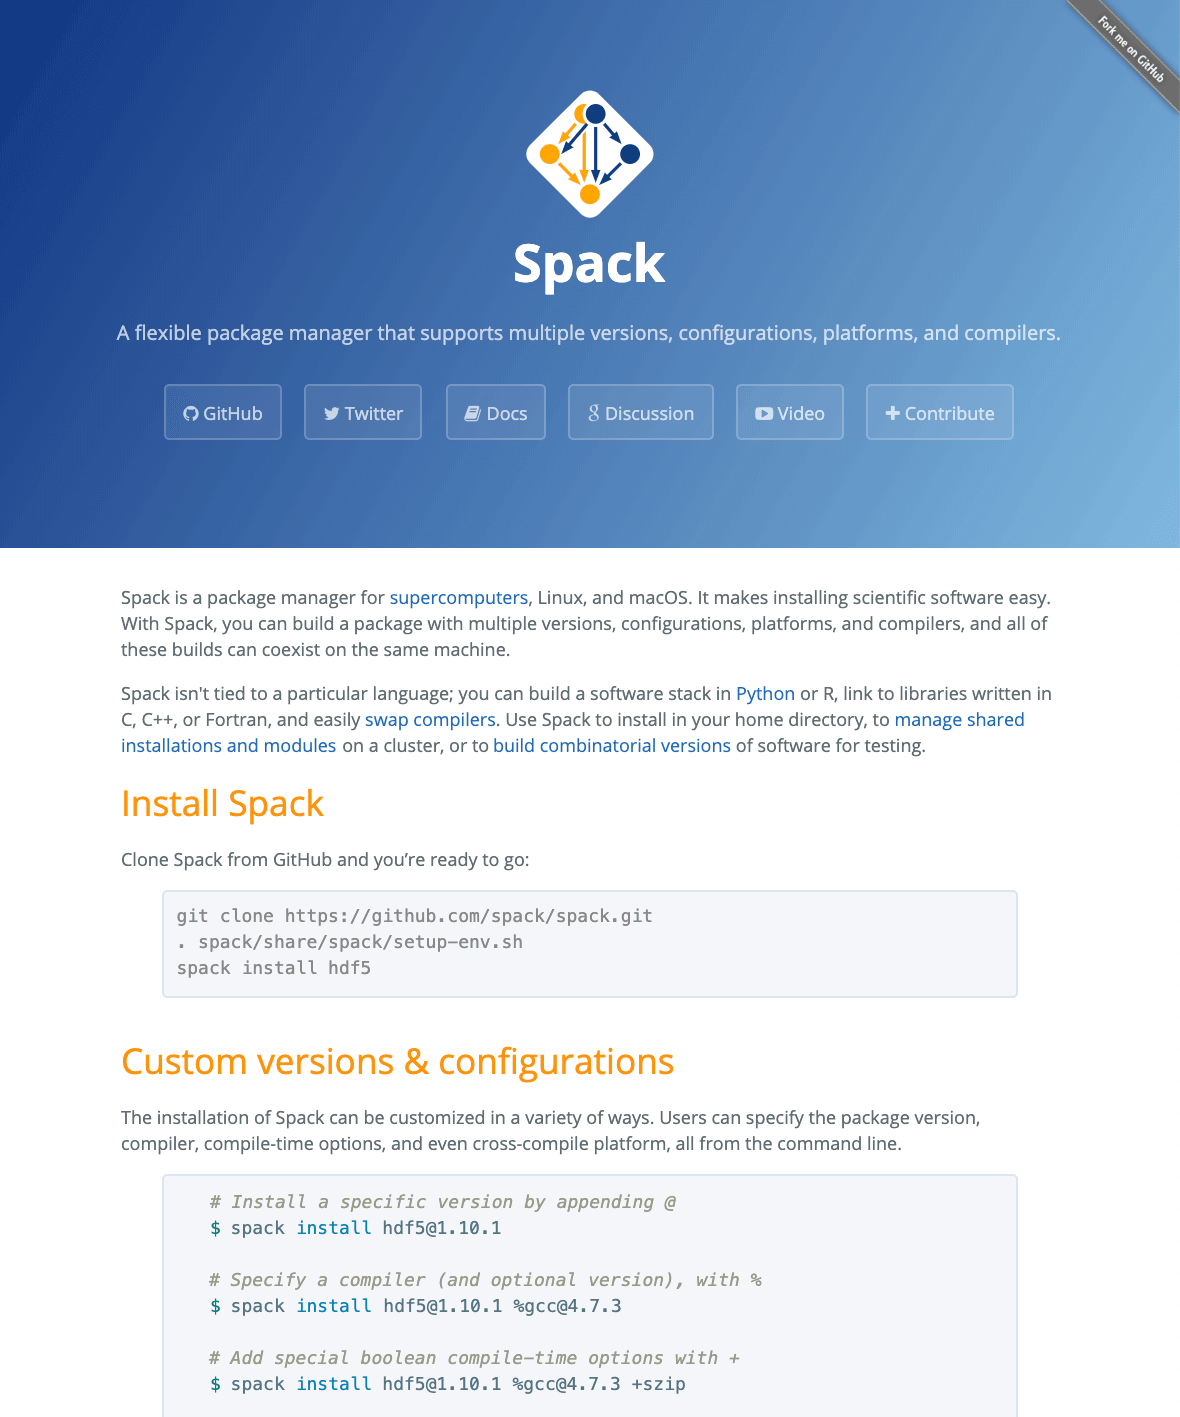 Fork me on GitHub
Spack
A flexible package manager that supports multiple versions, configurations, platforms, and compilers.
GitHub Twitter Docs Discussion Video Contribute
Spack is a package manager for supercomputers, Linux, and macOS. It makes installing scientific software easy.
With Spack, you can build a package with multiple versions, configurations, platforms, and compilers, and all of
these builds can coexist on the same machine.
Spack isn't tied to a particular language; you can build a software stack in Python or R, link to libraries written in
C, C++, or Fortran, and easily swap compilers. Use Spack to install in your home directory, to manage shared
installations and modules on a cluster, or to build combinatorial versions of software for testing.
Install Spack
Clone Spack from GitHub and you’re ready to go:
git clone https://github.com/spack/spack.git
. spack/share/spack/setup-env.sh
spack install hdf5
Custom versions & configurations
The installation of Spack can be customized in a variety of ways. Users can specify the package version,
compiler, compile-time options, and even cross-compile platform, all from the command line.
# Install a specific version by appending @
$ spack install hdf5@1.10.1
# Specify a compiler (and optional version), with %
$ spack install hdf5@1.10.1 %gcc@4.7.3
# Add special boolean compile-time options with +
$ spack install hdf5@1.10.1 %gcc@4.7.3 +szip